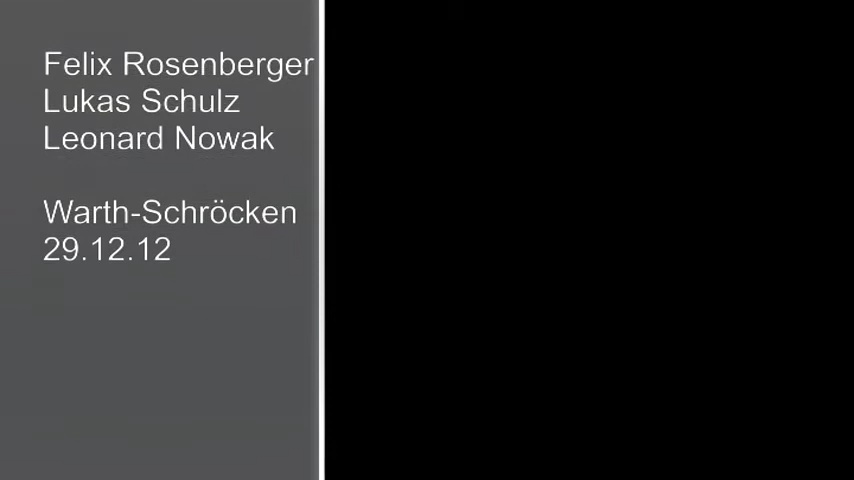 Felix Rosenberger
Lukas Schulz
Leonard Nowak
Warth-Schröcken
29.12.12